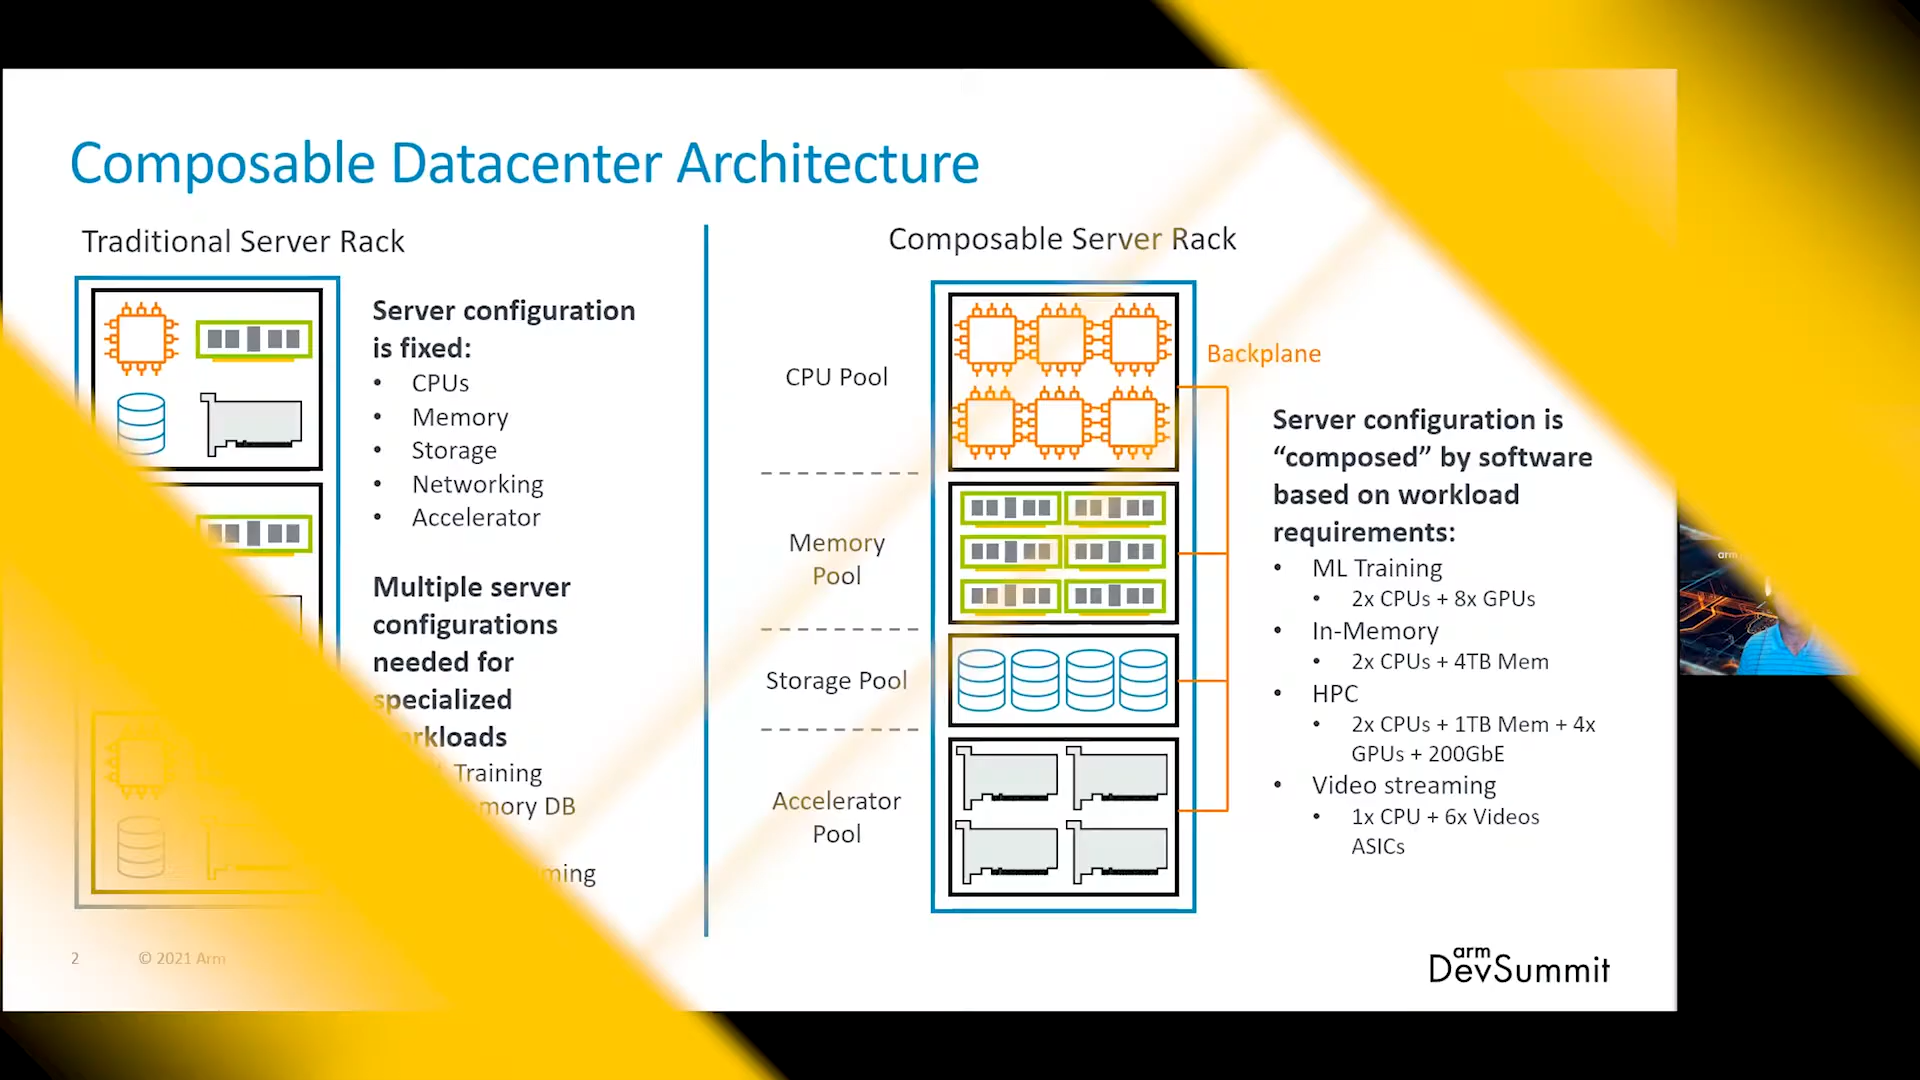 Composable Datacenter Architecture
Traditional Server Rack
Server configuration
is fixed:
• CPUs
• Memory
• Storage
• Networking
• Accelerator
Multiple server
configurations
needed for
specialized
Training
DB
Composable Server Rack
CPU Pool
Memory
Pool
Storage Pool
Accelerator
Pool
Backplane
Server configuration is
“composed” by software
based on workload
requirements:
• ML Training
• 2x CPUs + 8x GPUs
• In-Memory
• 2x CPUs + 4TB Mem
• HPC
• 2x CPUs + 1TB Mem + 4x
GPUs + 200GbE
• Video streaming
• 1x CPU + 6x Videos
ASICs
arm
2
© 2021 Arm
arm
DevSummit